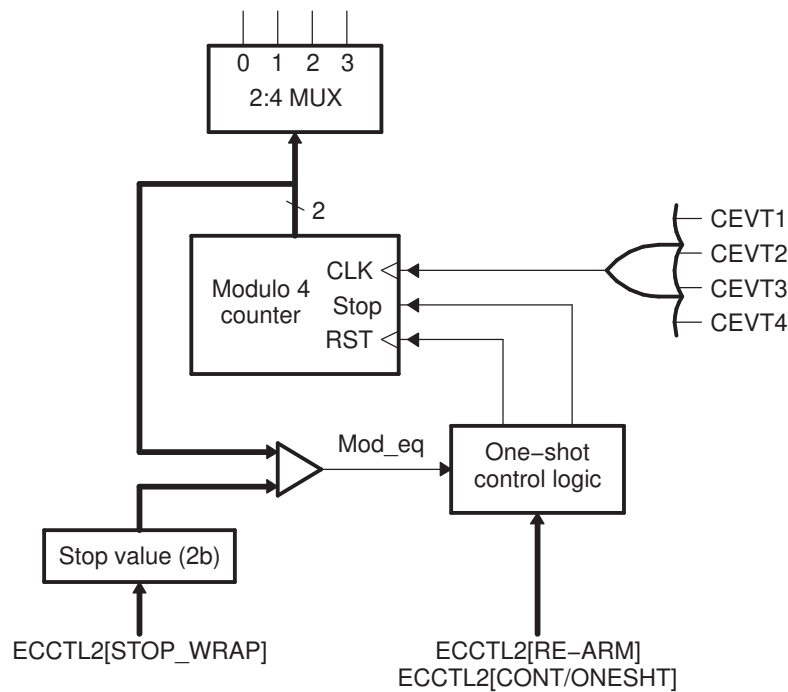 0 1 2 3
2:4 MUX
2
CEVT1
CEVT2
CEVT3
CEVT4
Modulo 4
counter
CLK
Stop
RST
Mod_eq
One−shot
control logic
Stop value (2b)
ECCTL2[STOP_WRAP]
ECCTL2[RE−ARM]
ECCTL2[CONT/ONESHT]